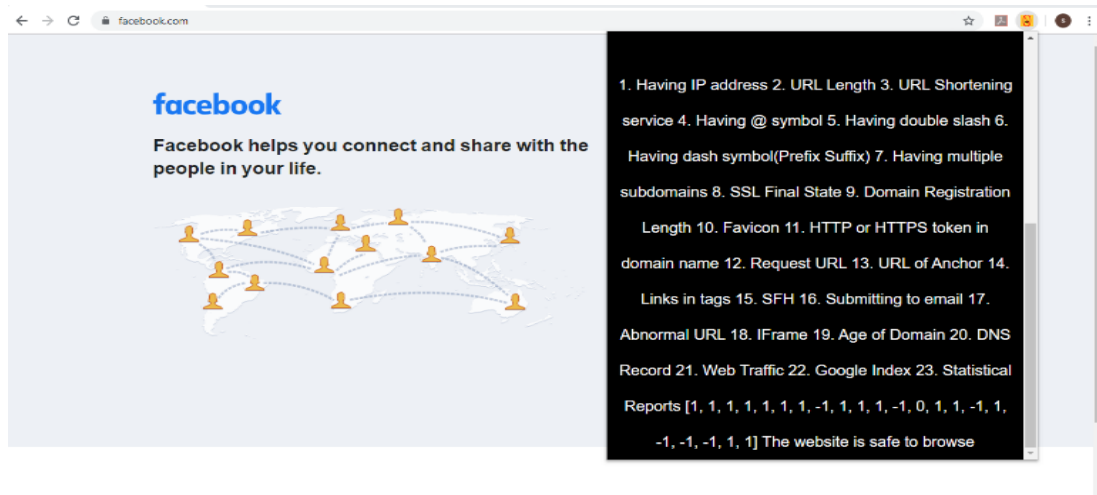 facebook.com
s
facebook
Facebook helps you connect and share with the
people in your life.
1. Having IP address 2. URL Length 3. URL Shortening
service 4. Having @ symbol 5. Having double slash 6.
Having dash symbol(Prefix Suffix) 7. Having multiple
subdomains 8. SSL Final State 9. Domain Registration
Length 10. Favicon 11. HTTP or HTTPS token in
domain name 12. Request URL 13. URL of Anchor 14.
Links in tags 15. SFH 16. Submitting to email 17.
Abnormal URL 18. IFrame 19. Age of Domain 20. DNS
Record 21. Web Traffic 22. Google Index 23. Statistical
Reports [1, 1, 1, 1, 1, 1, 1, -1, 1, 1, 1, -1, 0, 1, 1, -1, 1,
-1, -1, -1, 1, 1] The website is safe to browse